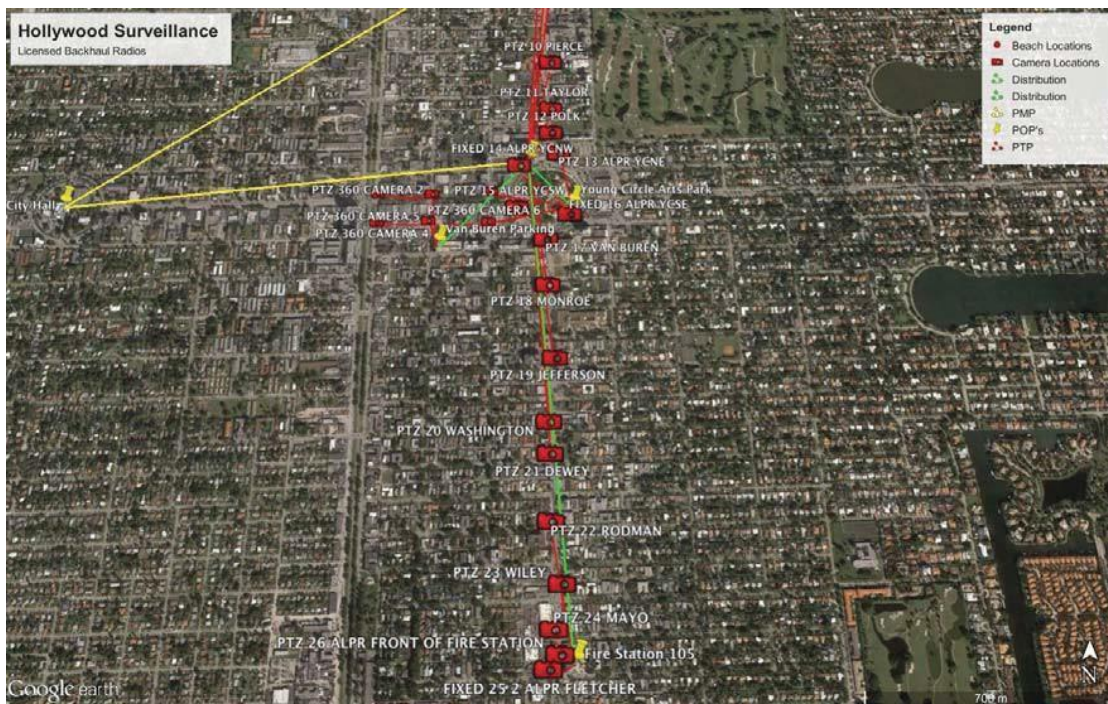 Hollywood Surveillance
Licensed Backhaul Radios
Legend
Beach Locations
Camera Locations
Distribution
Distribution
PMP
POP's
PTP
PTZ 10 PIERCE
PTZ 11 TAYLOR
PTZ 12 POLK
FIXED 14 ALPR YCNW
PTZ 13 ALPR YCNE
PTZ 360 CAMERA 2
PTZ 15 ALPR YCSW
Young Circle Arts Park
City Hall
PTZ 360 CAMERA 5
PTZ 360 CAMERA 6
FIXED 16 ALPR YCSE
PTZ 360 CAMERA 4
Van Buren Parking
PTZ 17 VAN BUREN
PTZ 18 MONROE
PTZ 19 JEFFERSON
PTZ 20 WASHINGTON
PTZ 21 DEWEY
PTZ 22 RODMAN
PTZ 23 WILEY
PTZ 24 MAYO
PTZ 26 ALPR FRONT OF FIRE STATION
Fire Station 105
FIXED 25 2 ALPR FLETCHER
Google earth
N
700 m